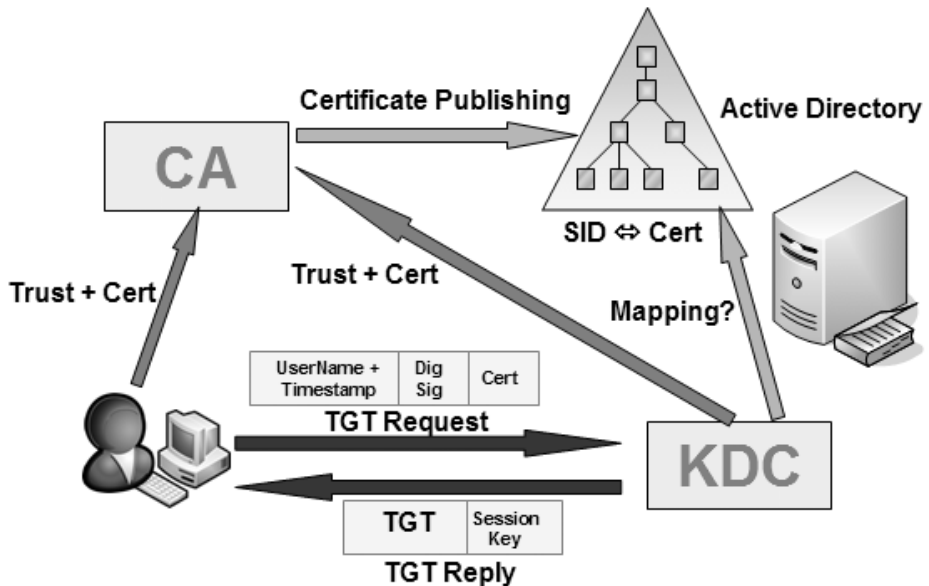 Certificate Publishing
Active Directory
CA
SID ⇔ Cert
Trust + Cert
Trust + Cert
Mapping?
UserName +
Timestamp
Dig
Sig
Cert
TGT Request
KDC
TGT
Session
Key
TGT Reply